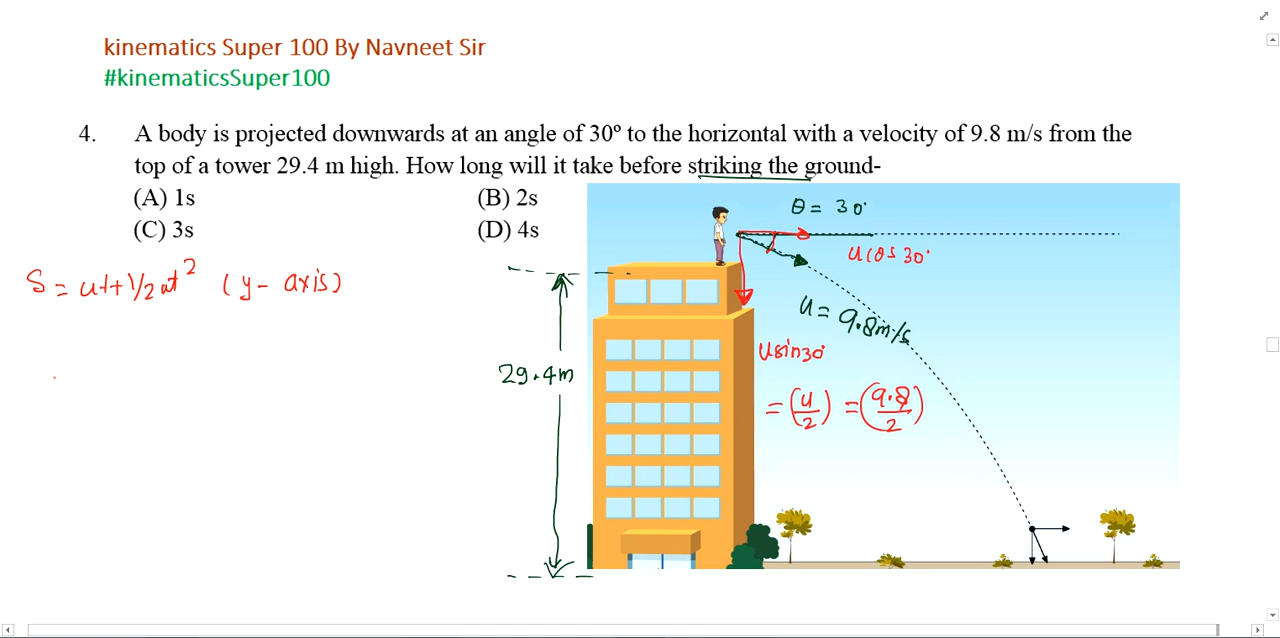 kinematics Super 100 By Navneet Sir
#kinematicsSuper100
4. A body is projected downwards at an angle of 30º to the horizontal with a velocity of 9.8 m/s from the
top of a tower 29.4 m high. How long will it take before striking the ground-
(A) 1s (B) 2s
(C) 3s (D) 4s
θ = 30°
u cos 30°
S = ut + 1/2 at² (y - axis)
u = 9.8 m/s
u sin 30°
29.4m
= (u/2) = (9.8/2)